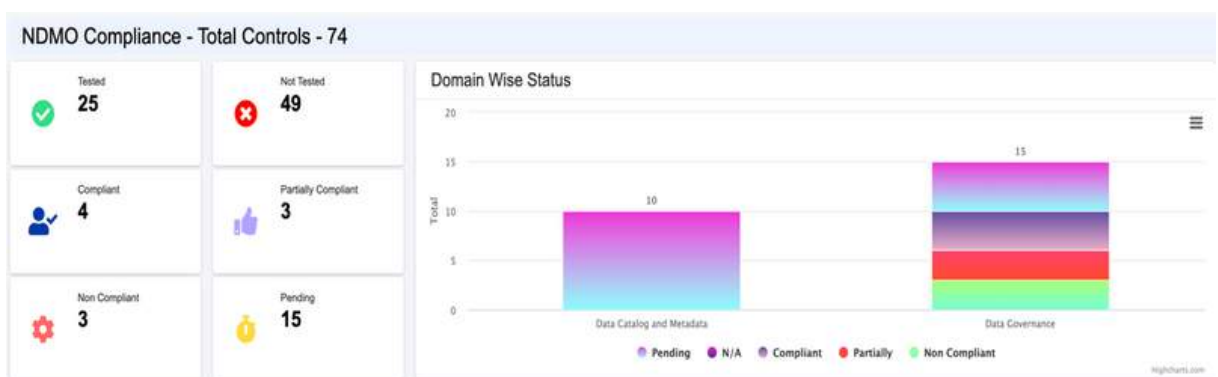 NDMO Compliance - Total Controls - 74
Tested
25
Not Tested
49
Compliant
4
Partially Compliant
3
Non Compliant
3
Pending
15
Domain Wise Status
20
15
10
5
0
Total
10
15
Data Catalog and Metadata
Data Governance
Pending
N/A
Compliant
Partially
Non Compliant
Highcharts.com